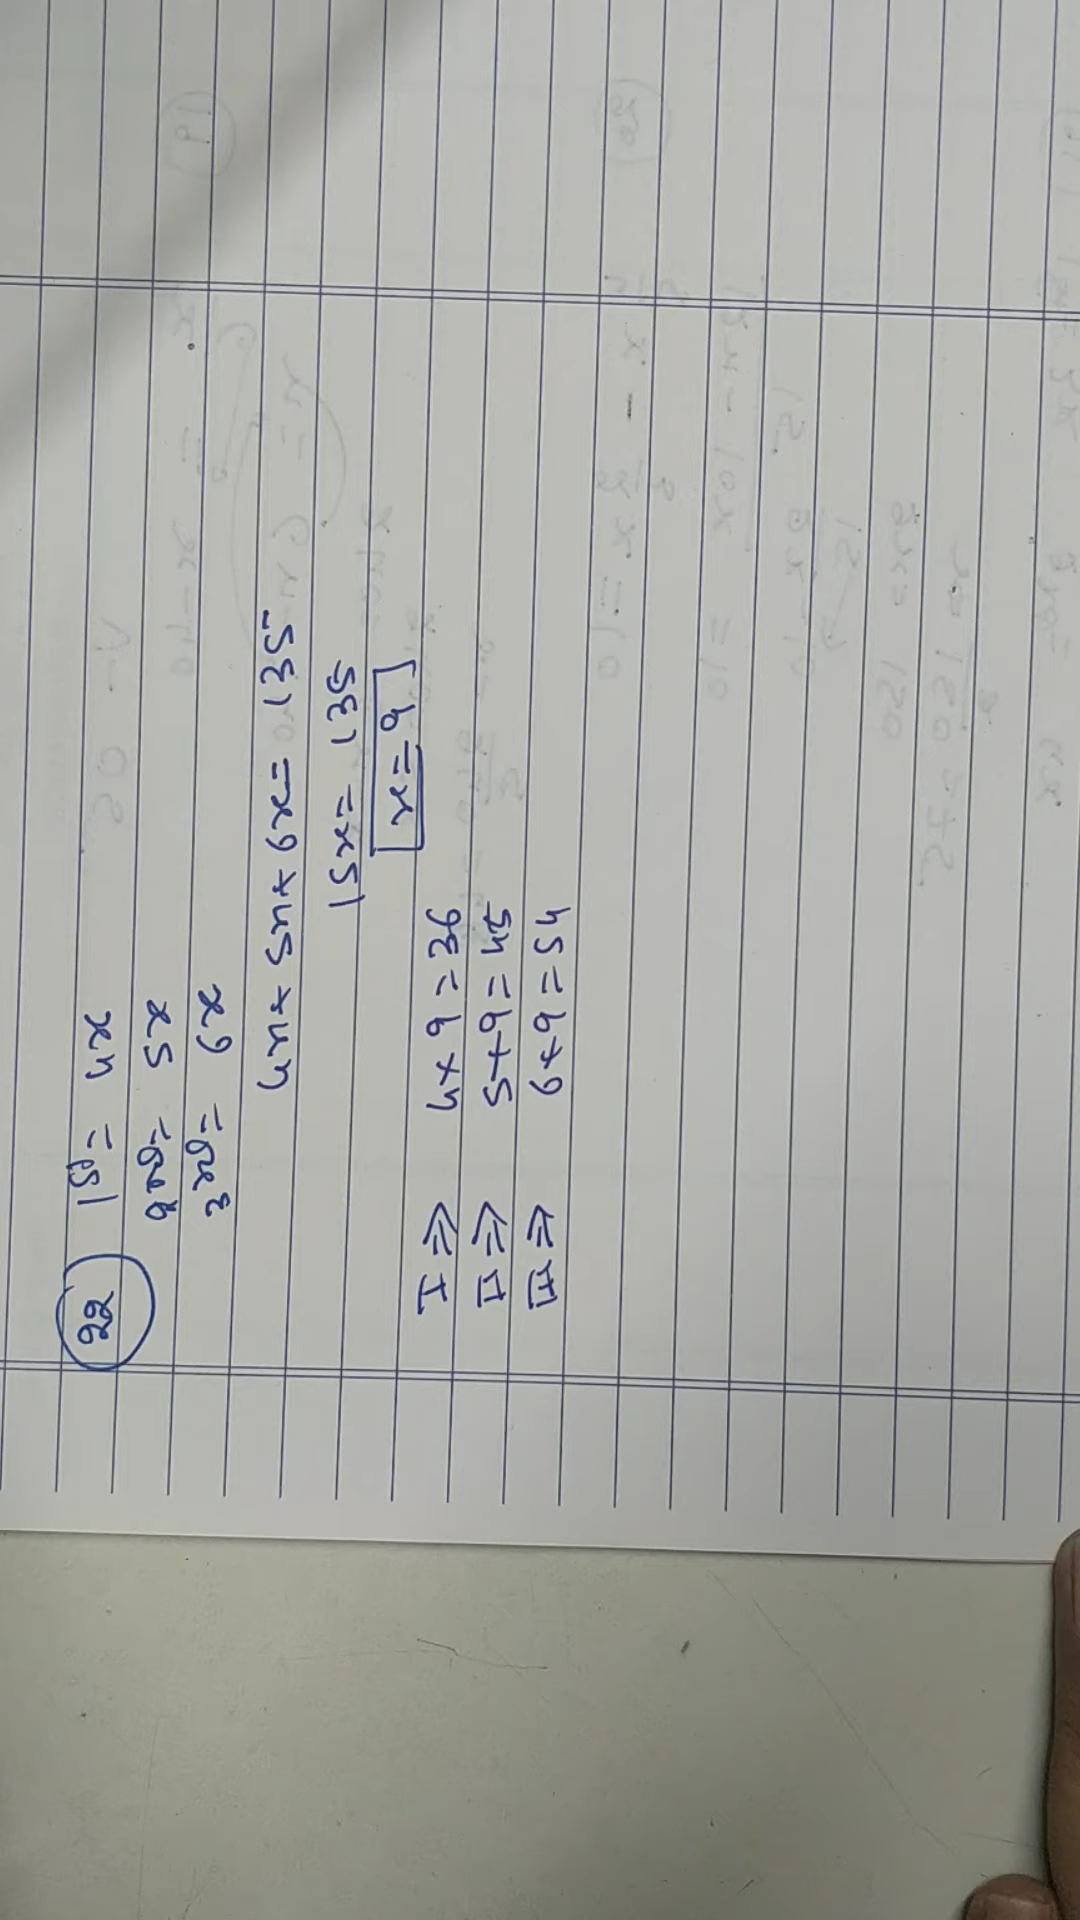 22 1st = 4x
2nd = 5x
3rd = 6x
4x + 5x + 6x = 135
15x = 135
x = 9
I ⇒ 4 × 9 = 36
II ⇒ 5 × 9 = 45
III ⇒ 6 × 9 = 54